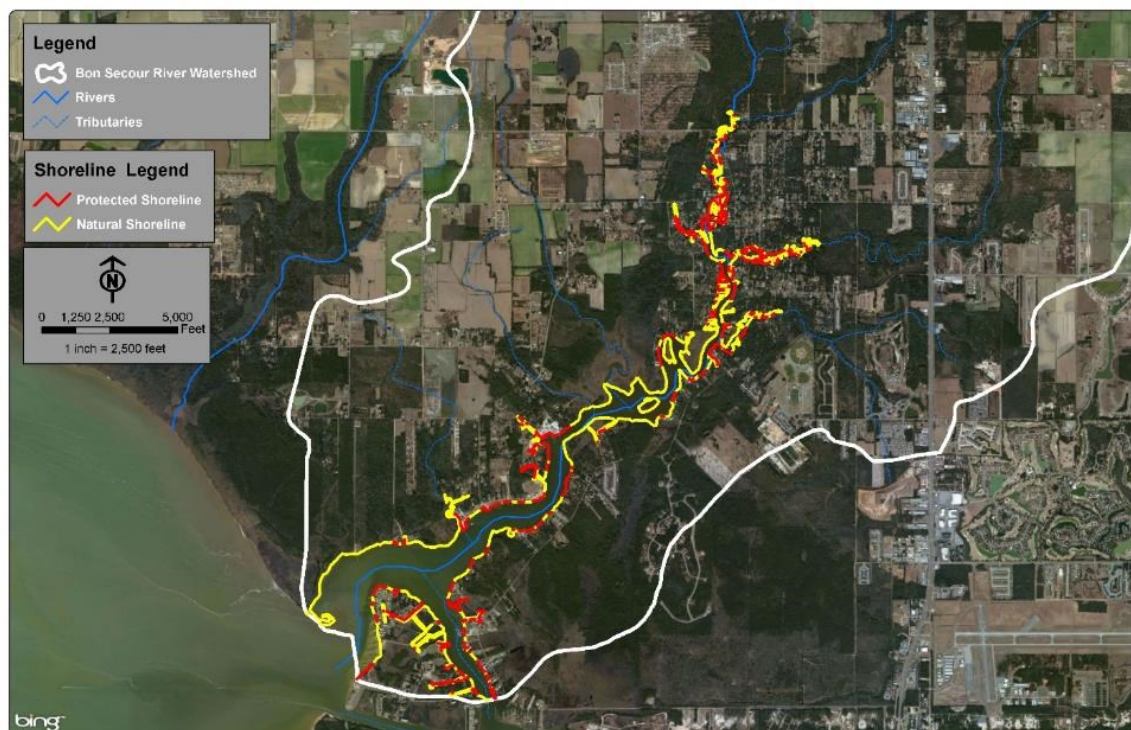 Legend
Bon Secour River Watershed
Rivers
Tributaries
Shoreline Legend
Protected Shoreline
Natural Shoreline
N
0 1,250 2,500 5,000
Feet
1 inch = 2,500 feet
bing™